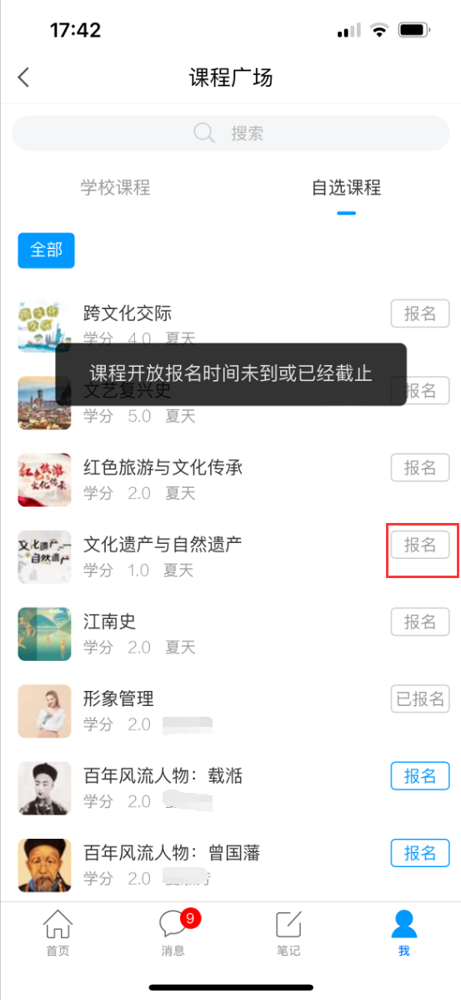 17:42
课程广场
搜索
学校课程
自选课程
全部
跨文化交际
报名
学分 4.0 夏天
课程开放报名时间未到或已经截止
文艺复兴史
报名
学分 5.0 夏天
红色旅游与文化传承
报名
学分 2.0 夏天
文化遗产与自然遗产
报名
学分 1.0 夏天
江南史
报名
学分 2.0 夏天
形象管理
已报名
学分 2.0
百年风流人物：载湉
报名
学分 2.0
百年风流人物：曾国藩
报名
学分 2.0
9
首页
消息
笔记
我